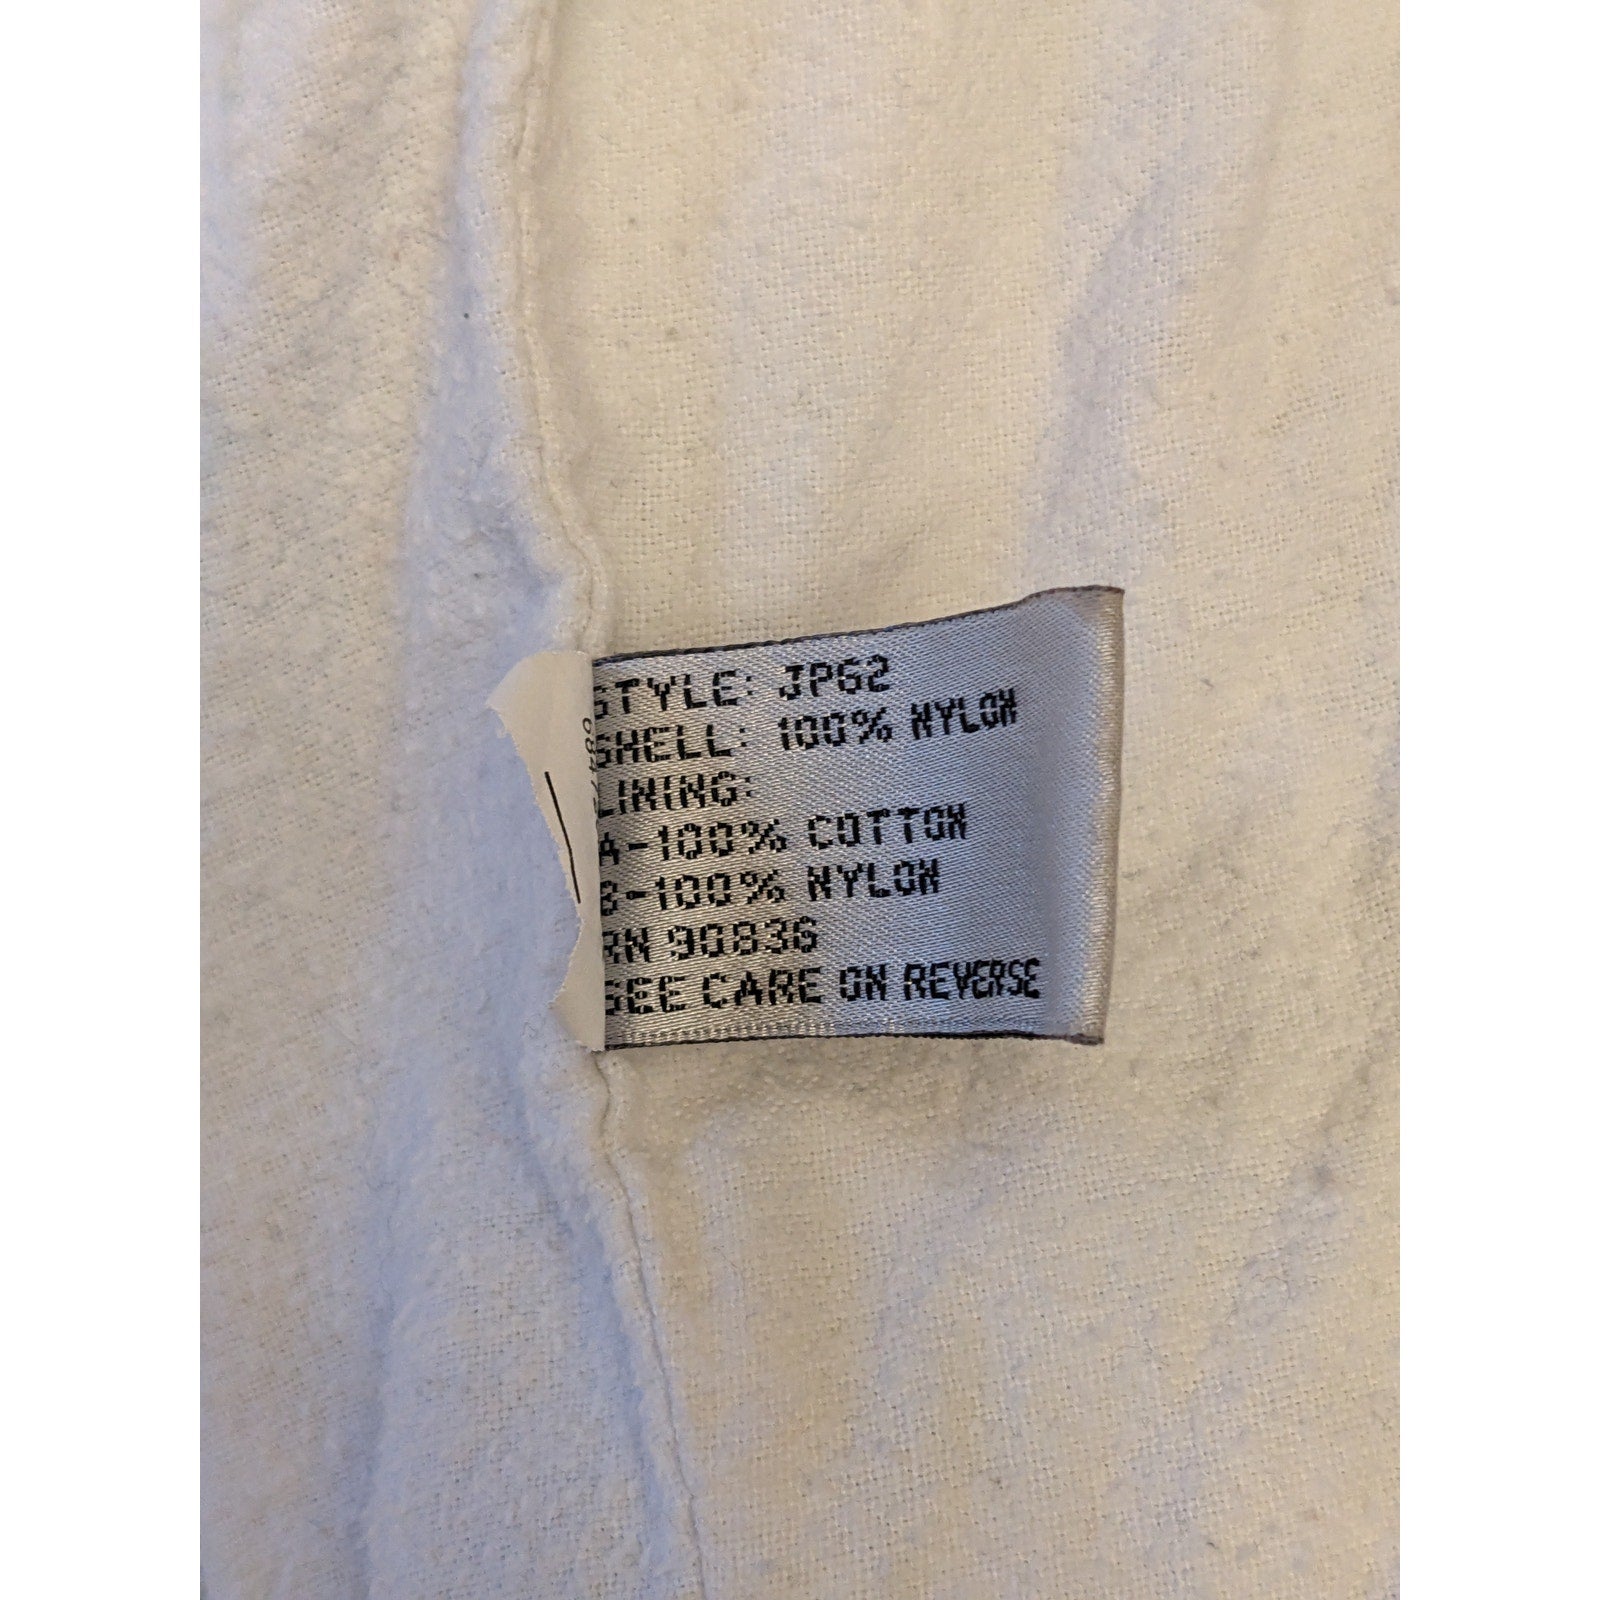 STYLE: JP62
SHELL: 100% NYLON
LINING:
A-100% COTTON
B-100% NYLON
RN 90836
SEE CARE ON REVERSE